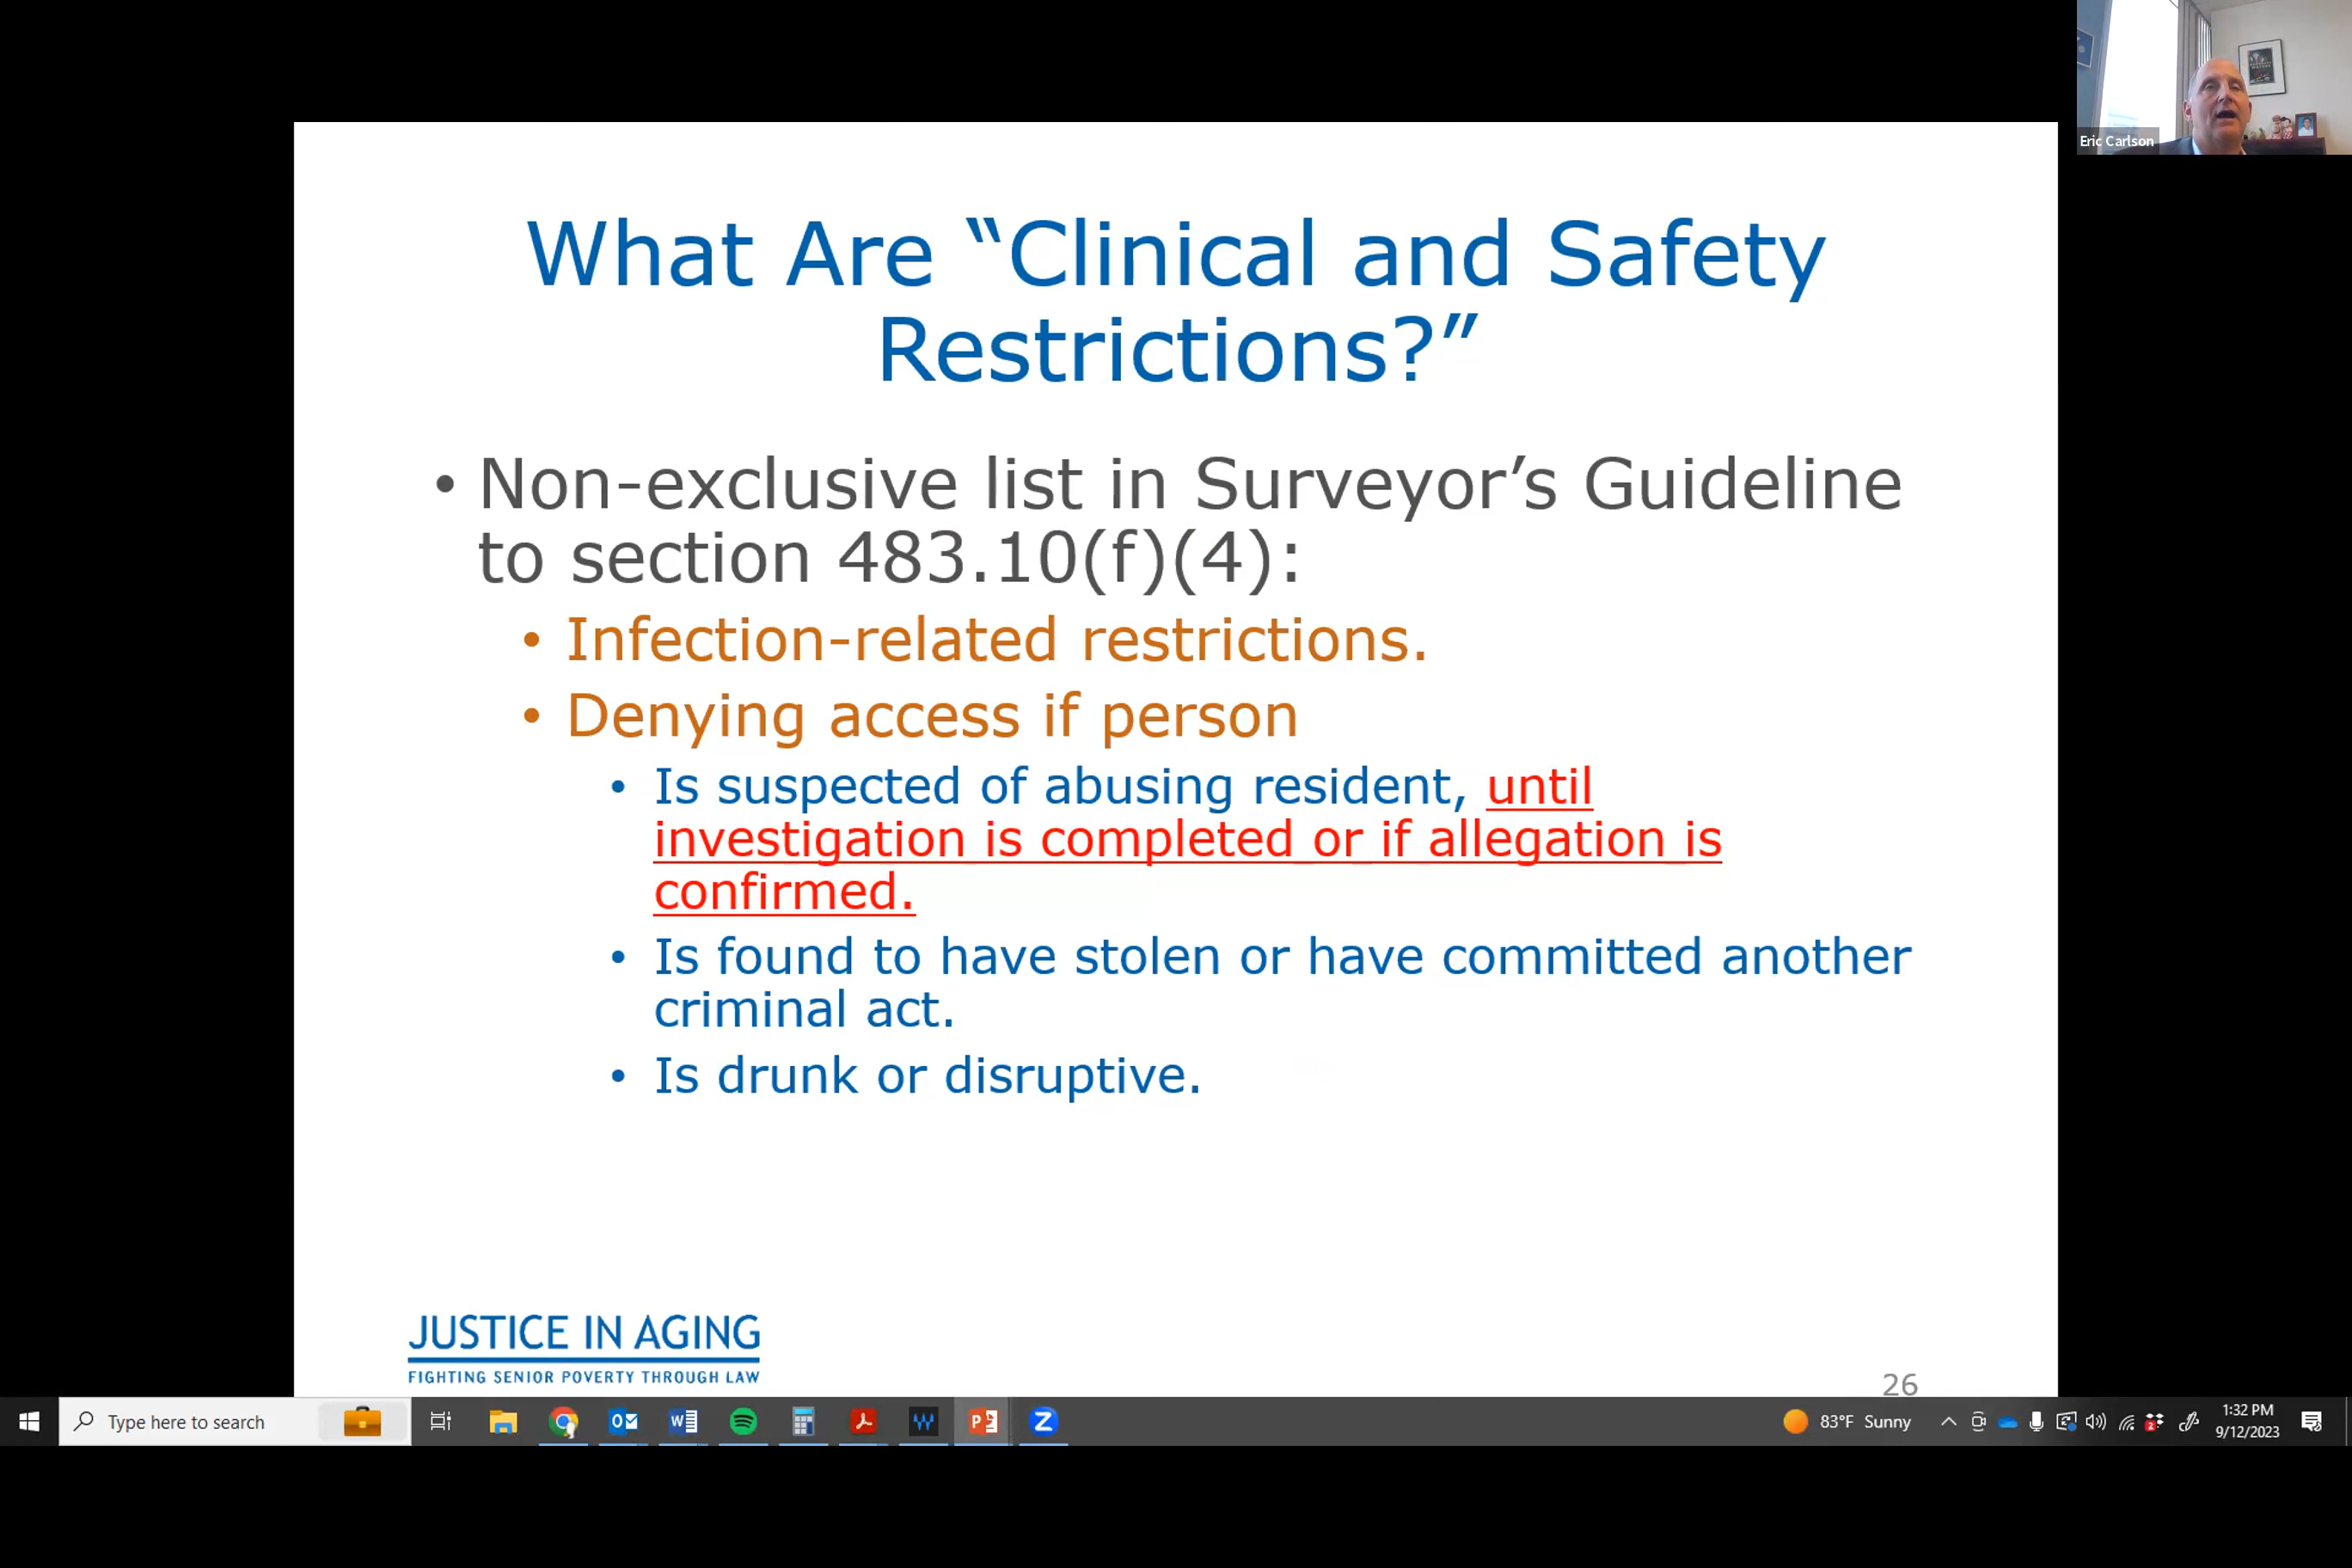 Eric Carlson
What Are “Clinical and Safety
Restrictions?”
• Non-exclusive list in Surveyor’s Guideline
to section 483.10(f)(4):
• Infection-related restrictions.
• Denying access if person
• Is suspected of abusing resident, until
investigation is completed or if allegation is
confirmed.
• Is found to have stolen or have committed another
criminal act.
• Is drunk or disruptive.
JUSTICE IN AGING
FIGHTING SENIOR POVERTY THROUGH LAW
26
Type here to search
83°F Sunny
1:32 PM
9/12/2023